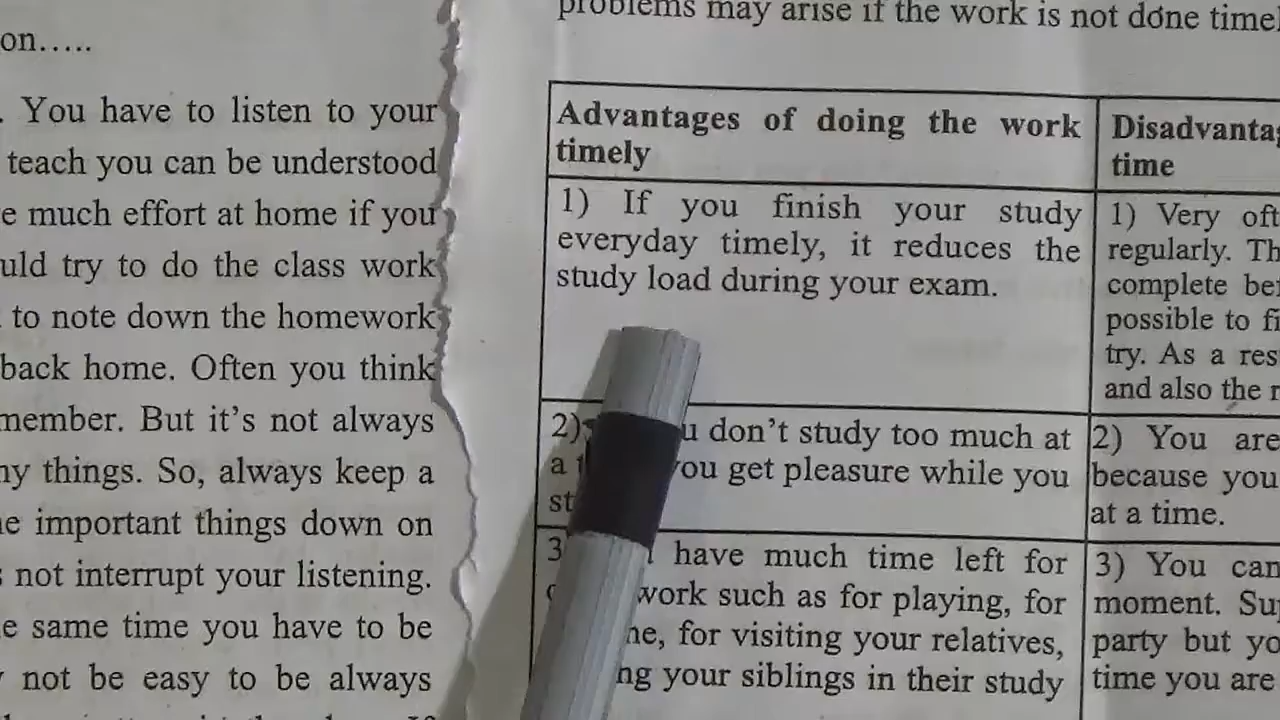 on.....
. You have to listen to your
teach you can be understood
e much effort at home if you
uld try to do the class work
to note down the homework
back home. Often you think
member. But it's not always
ny things. So, always keep a
e important things down on
not interrupt your listening.
e same time you have to be
not be easy to be always
problems may arise if the work is not done timel
Advantages of doing the work
timely
1) If you finish your study
everyday timely, it reduces the
study load during your exam.
2) u don't study too much at
a t ou get pleasure while you
st
3 have much time left for
work such as for playing, for
me, for visiting your relatives,
ng your siblings in their study
Disadvanta
time
1) Very oft
regularly. Th
complete bef
possible to fi
try. As a res
and also the r
2) You are
because you
at a time.
3) You can
moment. Su
party but yo
time you are